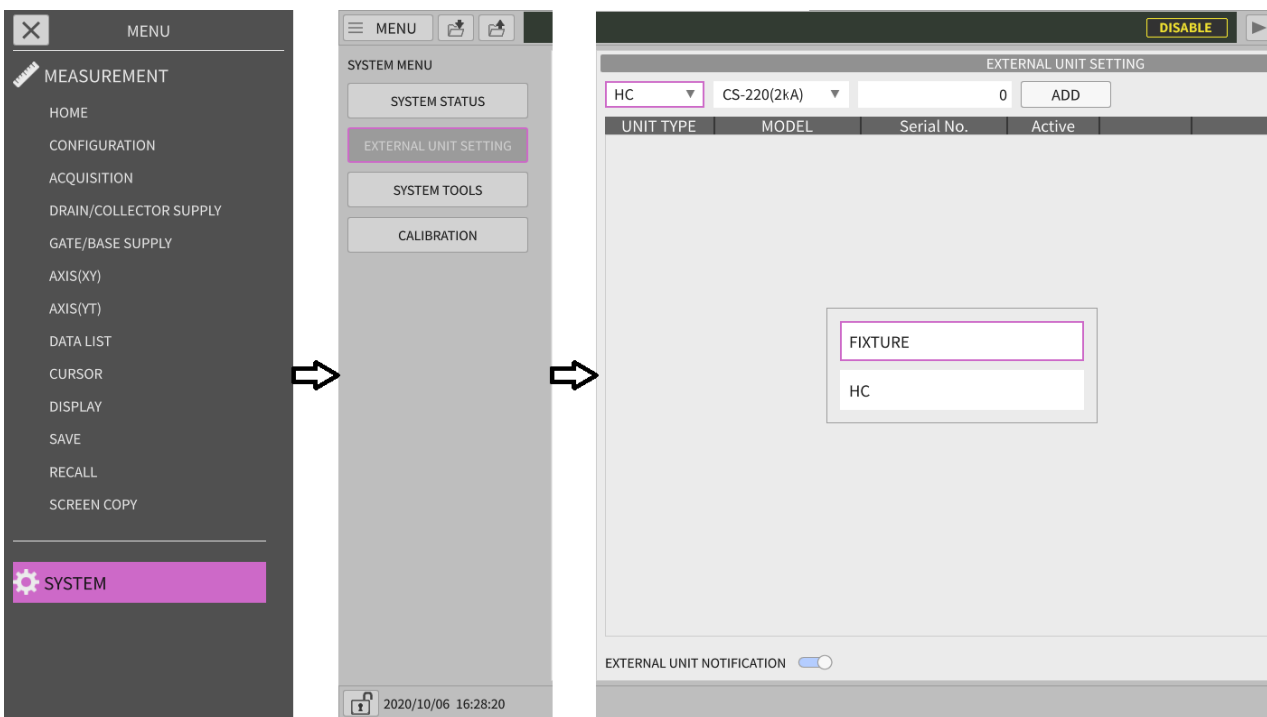 MENU
MEASUREMENT
HOME
CONFIGURATION
ACQUISITION
DRAIN/COLLECTOR SUPPLY
GATE/BASE SUPPLY
AXIS(XY)
AXIS(YT)
DATA LIST
CURSOR
DISPLAY
SAVE
RECALL
SCREEN COPY
SYSTEM
MENU
SYSTEM MENU
SYSTEM STATUS
EXTERNAL UNIT SETTING
SYSTEM TOOLS
CALIBRATION
2020/10/06 16:28:20
DISABLE
EXTERNAL UNIT SETTING
HC CS-220(2kA) 0 ADD
UNIT TYPE MODEL Serial No. Active
FIXTURE
HC
EXTERNAL UNIT NOTIFICATION